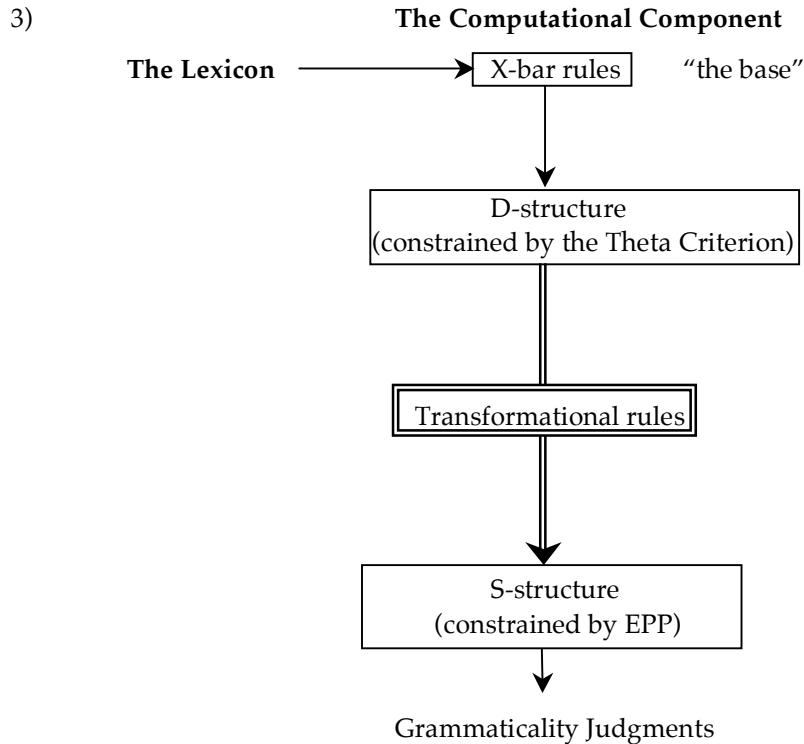 3) The Computational Component
The Lexicon X-bar rules “the base”
D-structure
(constrained by the Theta Criterion)
Transformational rules
S-structure
(constrained by EPP)
Grammaticality Judgments